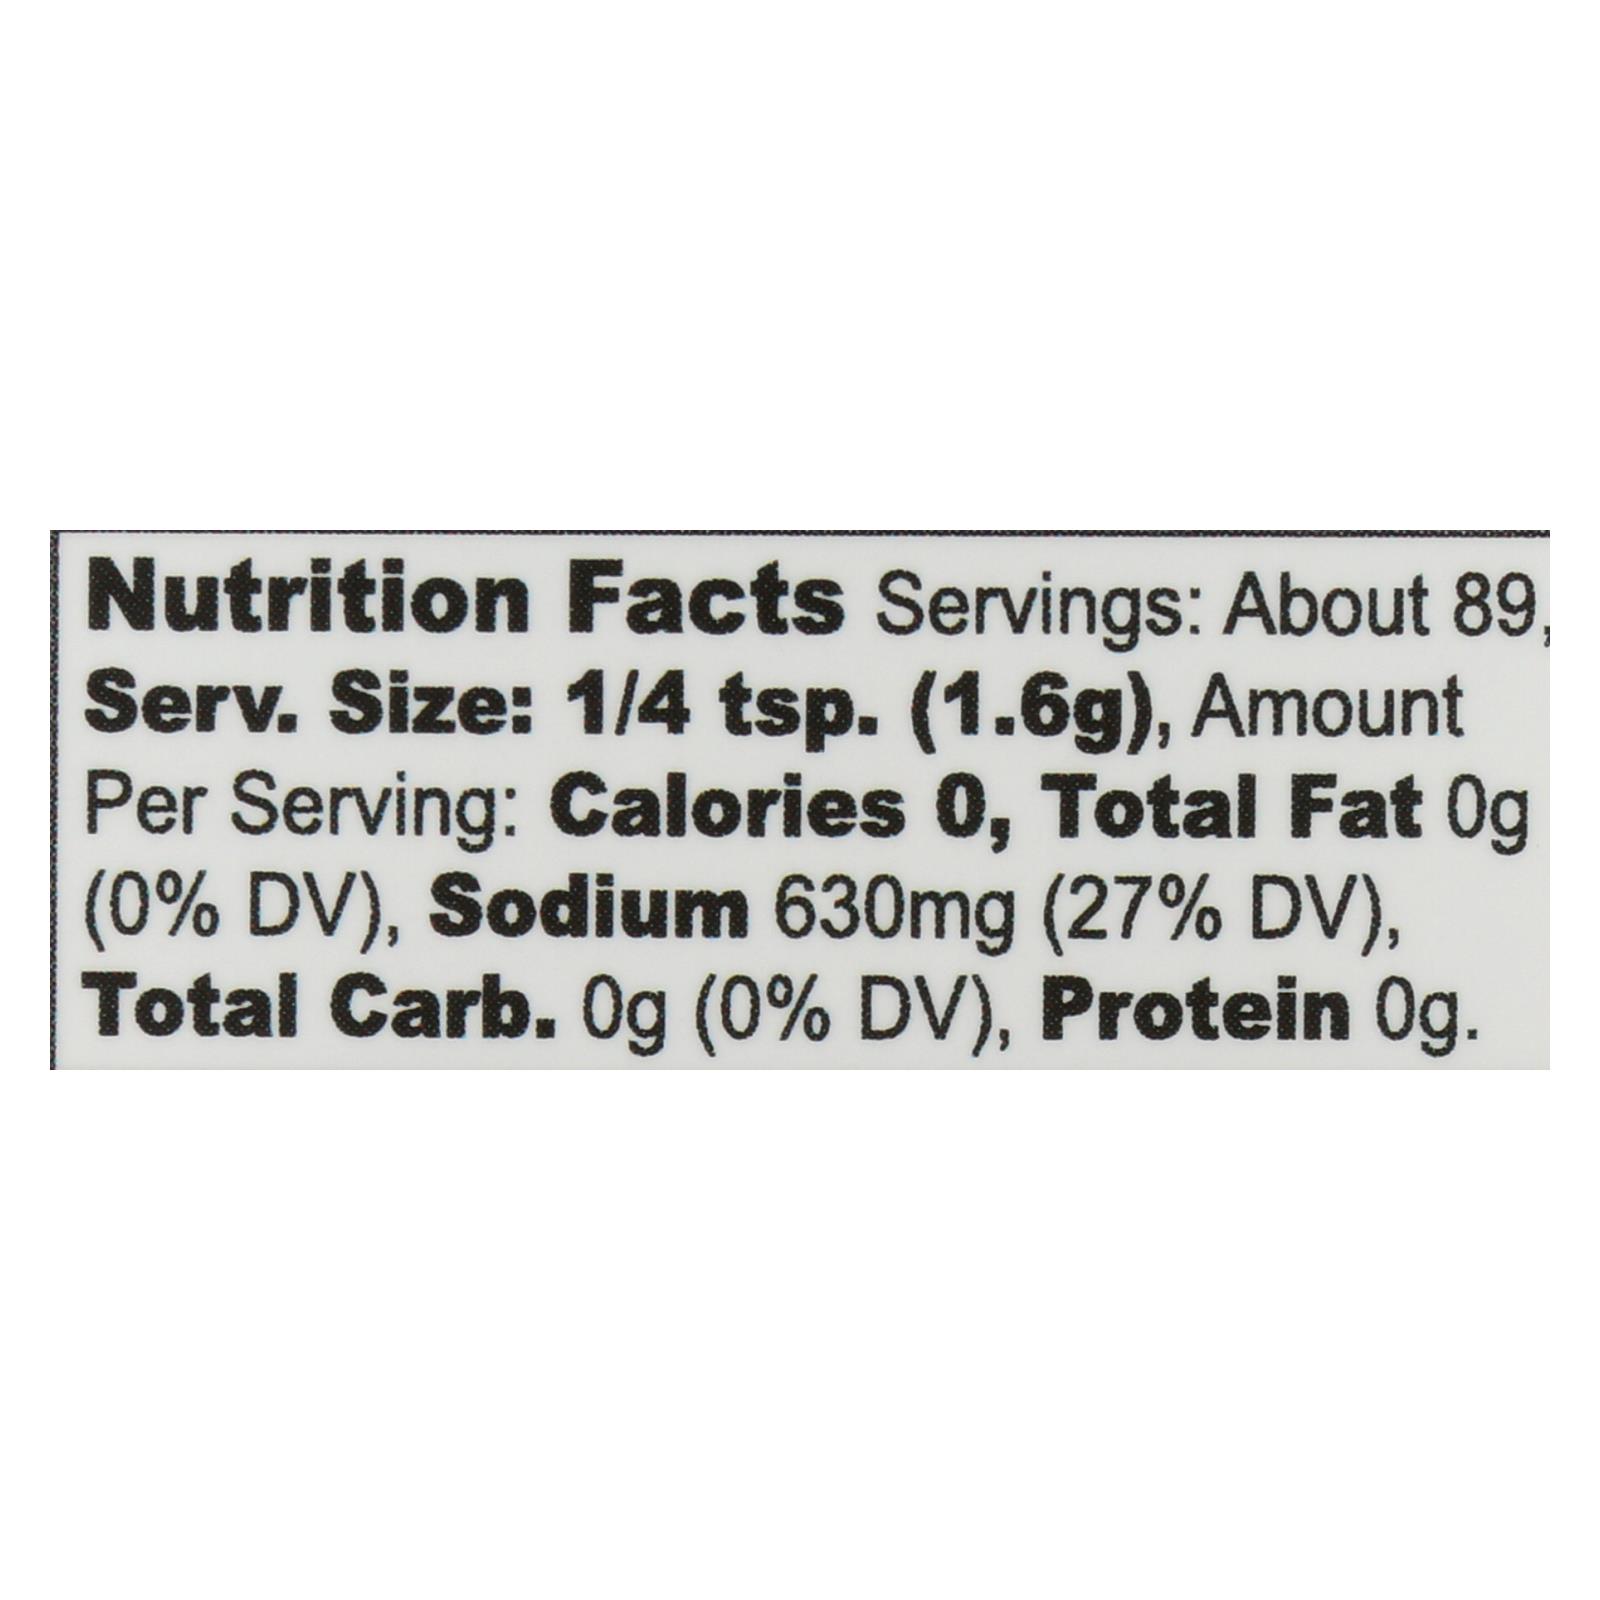 Nutrition Facts Servings: About 89,
Serv. Size: 1/4 tsp. (1.6g), Amount
Per Serving: Calories 0, Total Fat 0g
(0% DV), Sodium 630mg (27% DV),
Total Carb. 0g (0% DV), Protein 0g.